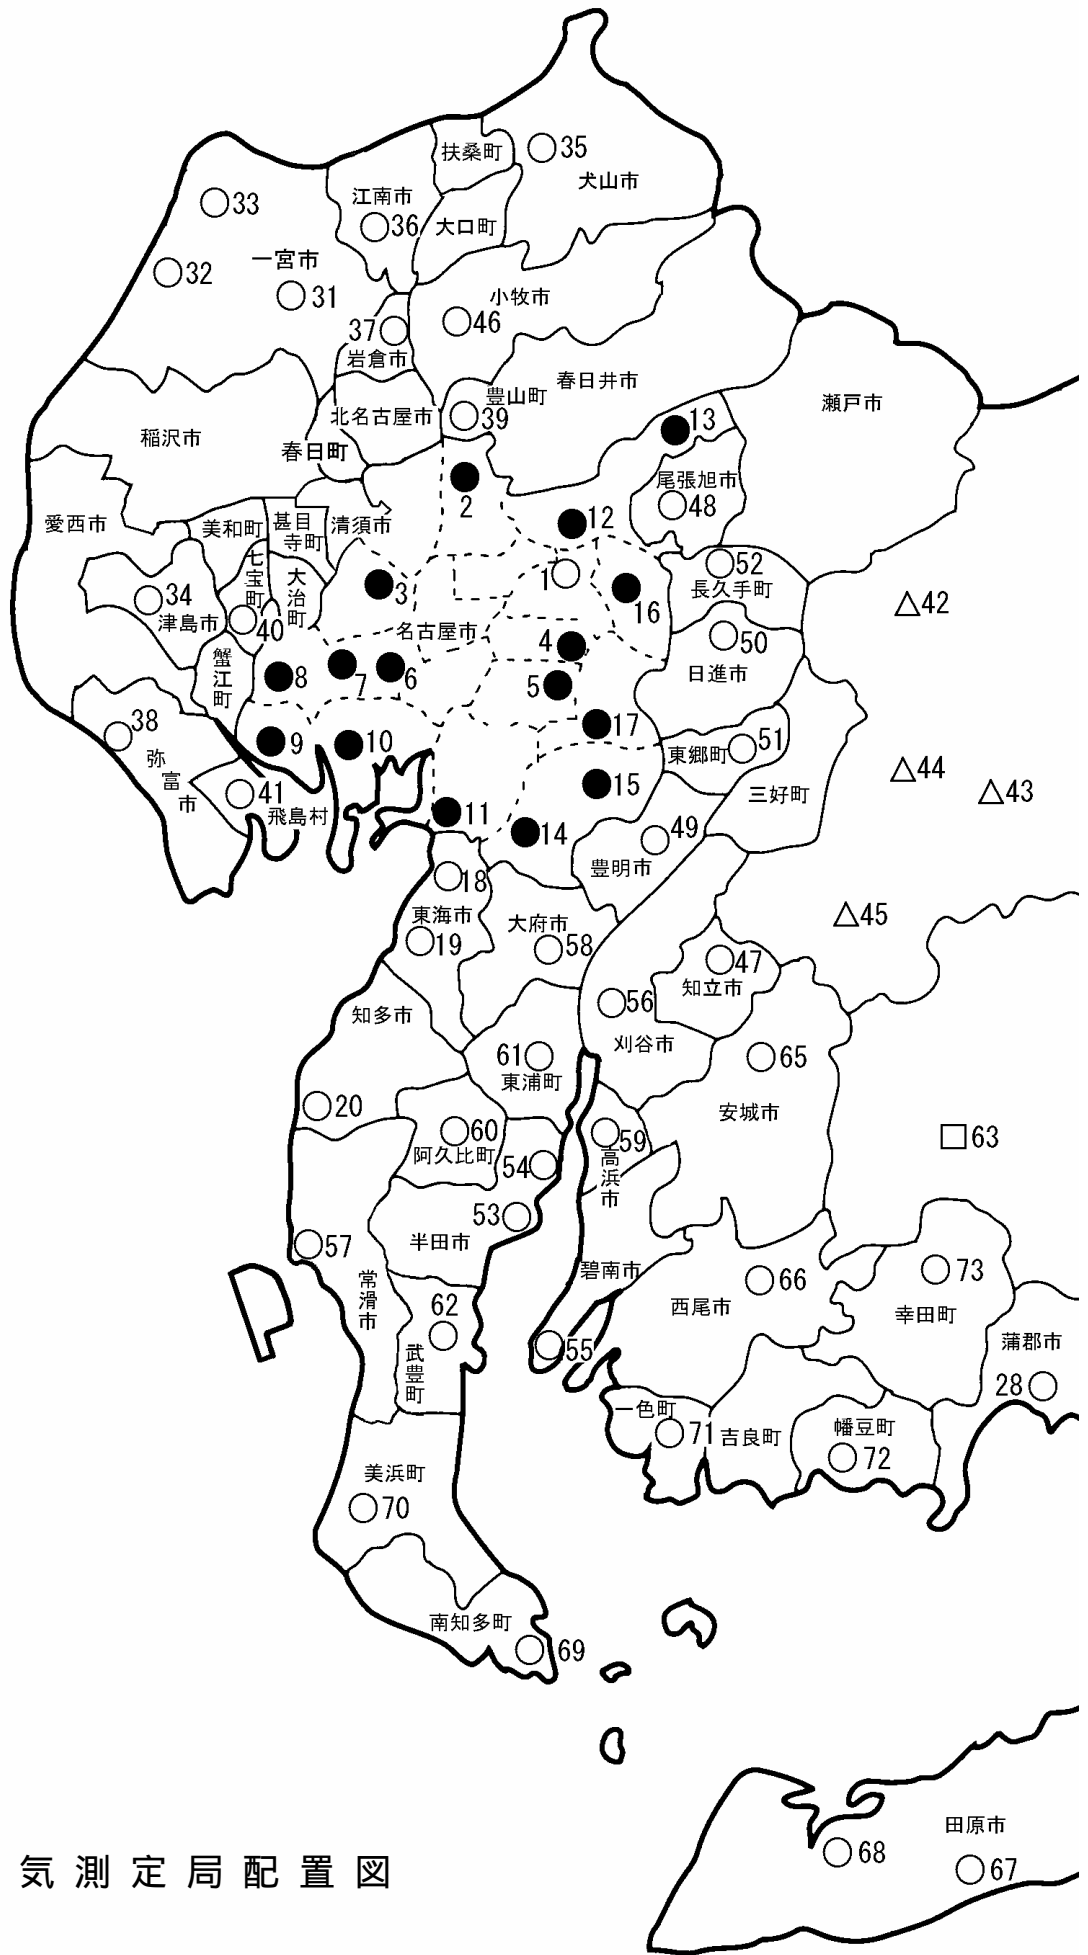 扶桑町
35
犬山市
33
江南市
36
大口町
一宮市
32
31
小牧市
46
37
岩倉市
春日井市
豊山町
39
瀬戸市
北名古屋市
13
稲沢市
春日町
2
尾張旭市
48
愛西市
美和町
甚目
寺町
清須市
12
七宝町
大治町
3
1
52
長久手町
16
34
津島市
40
名古屋市
42
4
50
日進市
蟹江町
8
7
6
5
38
弥富市
9
10
17
51
東郷町
44
43
41
飛島村
11
15
三好町
14
49
豊明市
18
東海市
19
大府市
58
45
47
知立市
知多市
56
刈谷市
61
東浦町
65
安城市
20
60
阿久比町
59
高浜市
63
54
53
57
半田市
碧南市
66
西尾市
73
幸田町
常滑市
62
武豊町
55
蒲郡市
28
一色町
71
吉良町
幡豆町
72
美浜町
70
南知多町
69
田原市
68
67
気測定局配置図